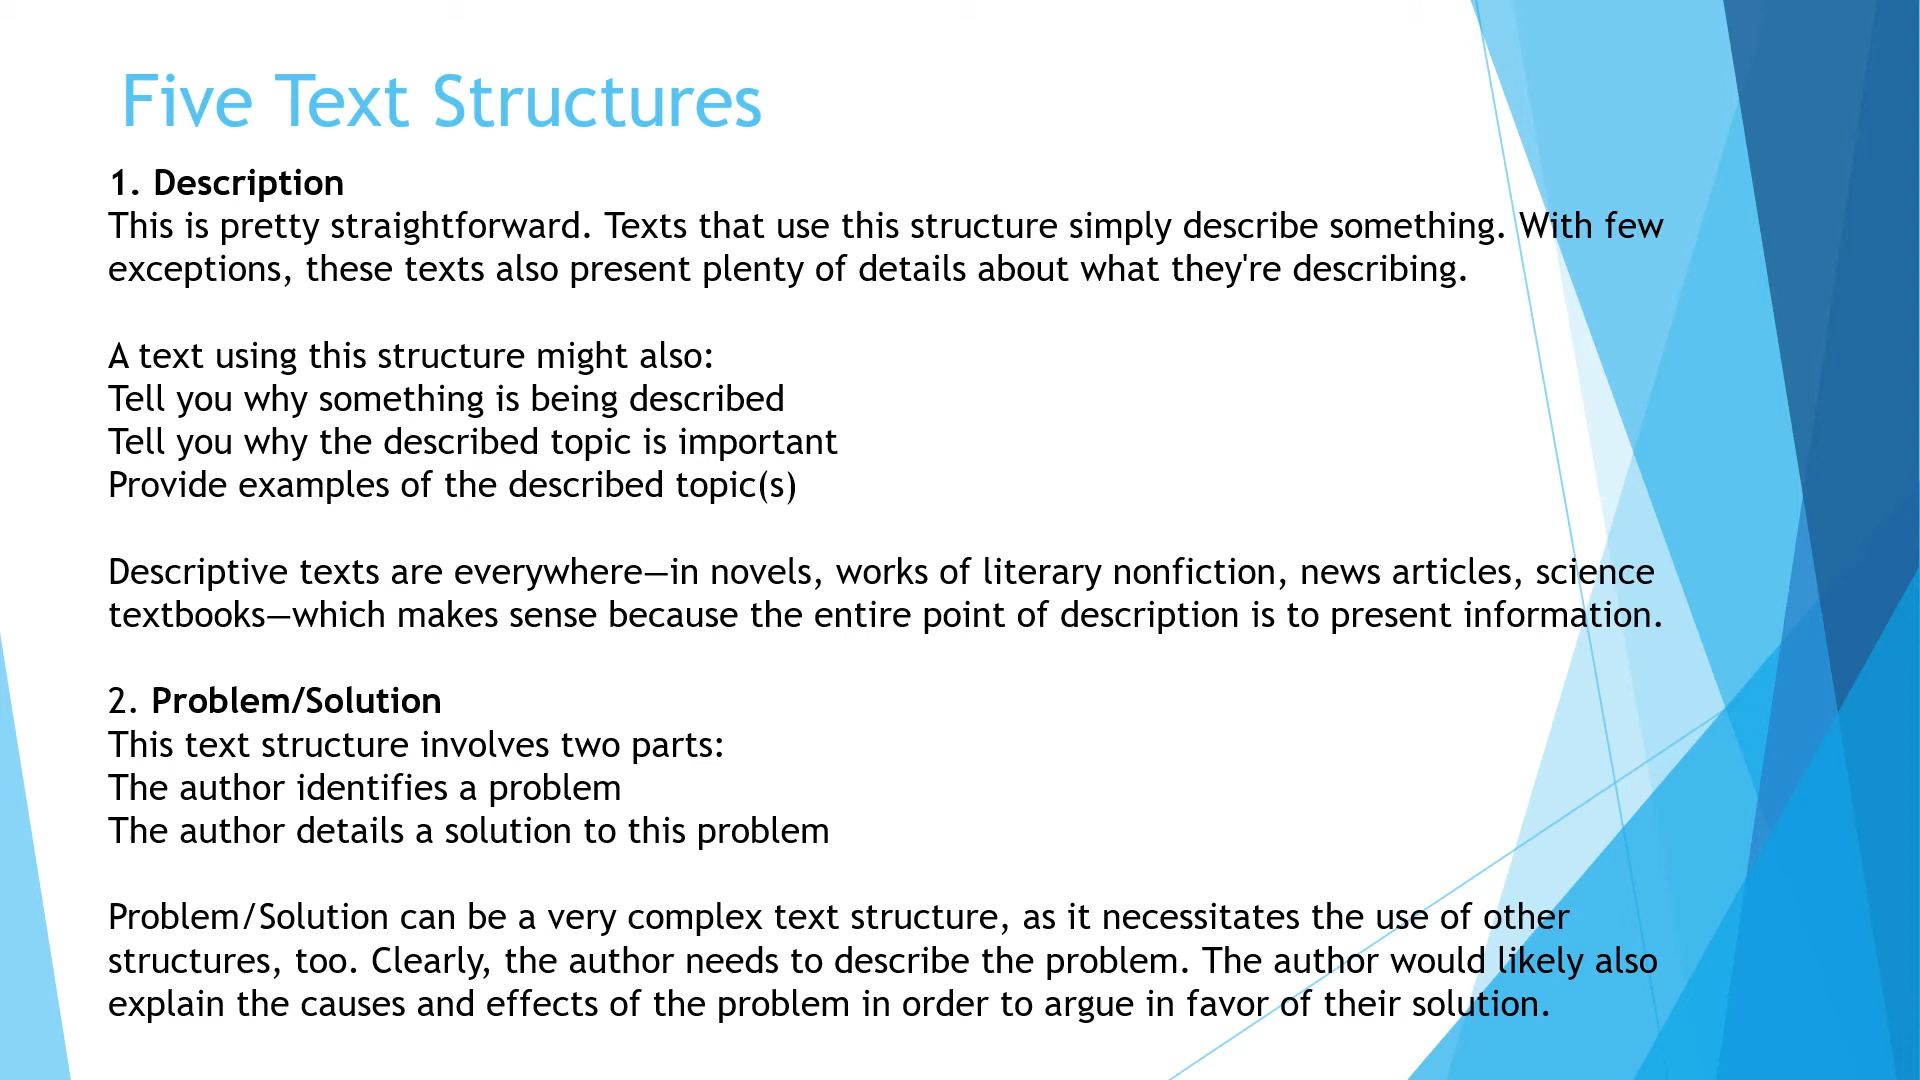 Five Text Structures
1. Description
This is pretty straightforward. Texts that use this structure simply describe something. With few
exceptions, these texts also present plenty of details about what they're describing.
A text using this structure might also:
Tell you why something is being described
Tell you why the described topic is important
Provide examples of the described topic(s)
Descriptive texts are everywhere—in novels, works of literary nonfiction, news articles, science
textbooks—which makes sense because the entire point of description is to present information.
2. Problem/Solution
This text structure involves two parts:
The author identifies a problem
The author details a solution to this problem
Problem/Solution can be a very complex text structure, as it necessitates the use of other
structures, too. Clearly, the author needs to describe the problem. The author would likely also
explain the causes and effects of the problem in order to argue in favor of their solution.